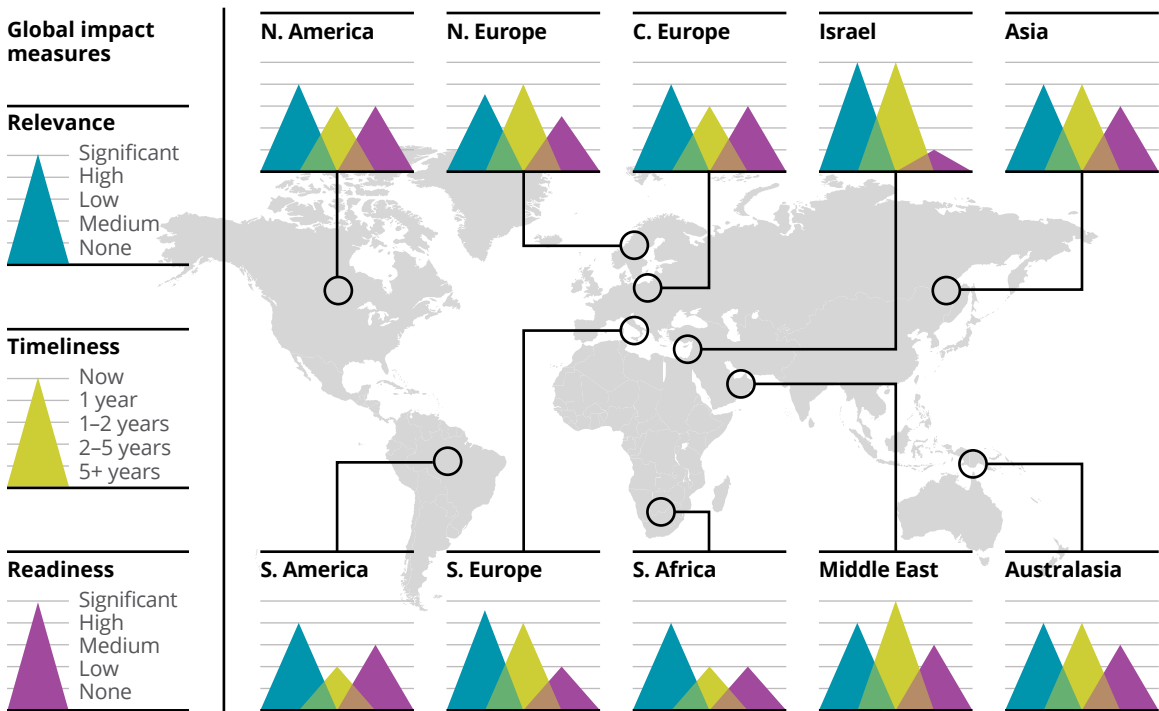 Global impact
measures
Relevance
Significant
High
Low
Medium
None
Timeliness
Now
1 year
1–2 years
2–5 years
5+ years
Readiness
Significant
High
Medium
Low
None
N. America
N. Europe
C. Europe
Israel
Asia
S. America
S. Europe
S. Africa
Middle East
Australasia